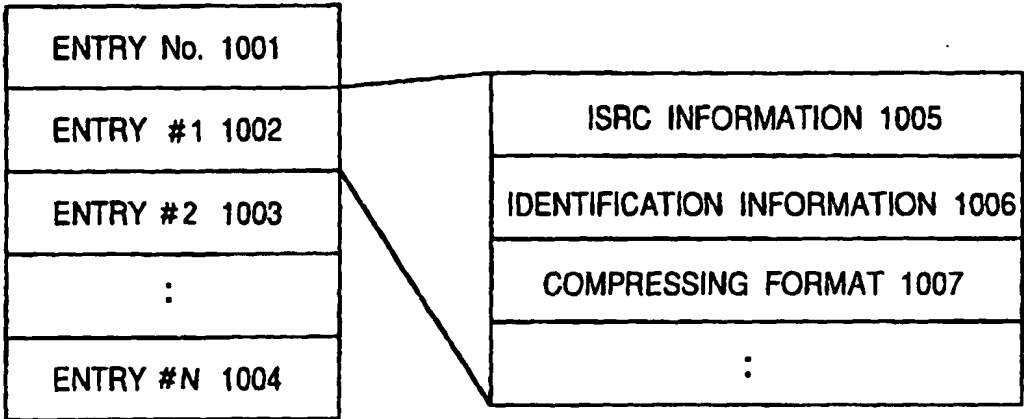 ENTRY No. 1001
ENTRY #1 1002
ENTRY #2 1003
:
ENTRY #N 1004
ISRC INFORMATION 1005
IDENTIFICATION INFORMATION 1006
COMPRESSING FORMAT 1007
: